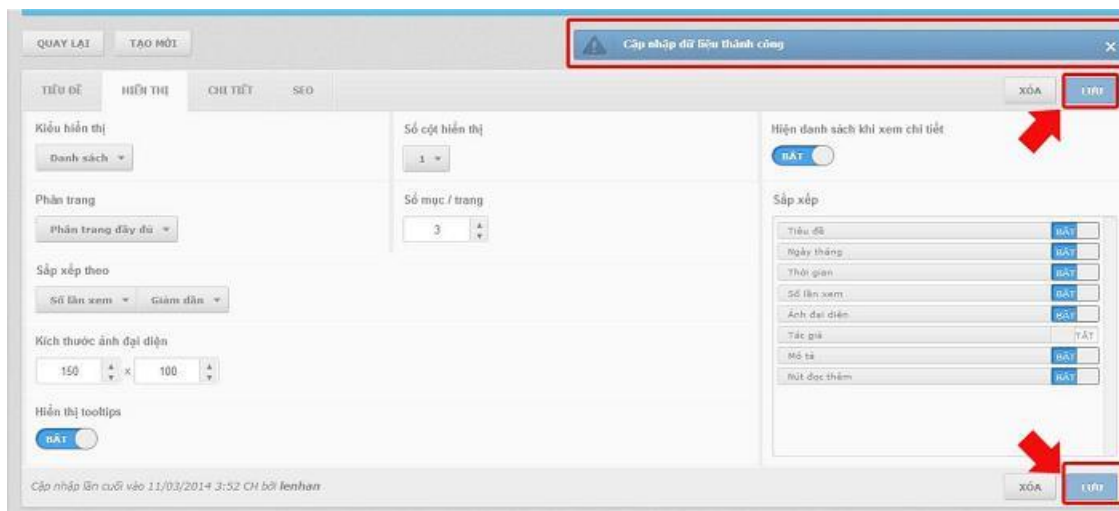 QUAY LẠI TẠO MỚI
Cập nhập dữ liệu thành công
TIÊU ĐỀ HIỂN THỊ CHI TIẾT SEO XÓA LƯU
Kiểu hiển thị Số cột hiển thị Hiện danh sách khi xem chi tiết
Danh sách 1 BẬT
Phân trang Số mục / trang Sắp xếp
Phân trang đầy đủ 3
Tiêu đề BẬT
Ngày tháng BẬT
Thời gian BẬT
Số lần xem BẬT
Ảnh đại diện BẬT
Tác giả TẮT
Mô tả BẬT
Nút đọc thêm BẬT
Sắp xếp theo
Số lần xem Giảm dần
Kích thước ảnh đại diện
150 x 100
Hiển thị tooltips
BẬT
Cập nhập lần cuối vào 11/03/2014 3:52 CH bởi lenhan XÓA LƯU